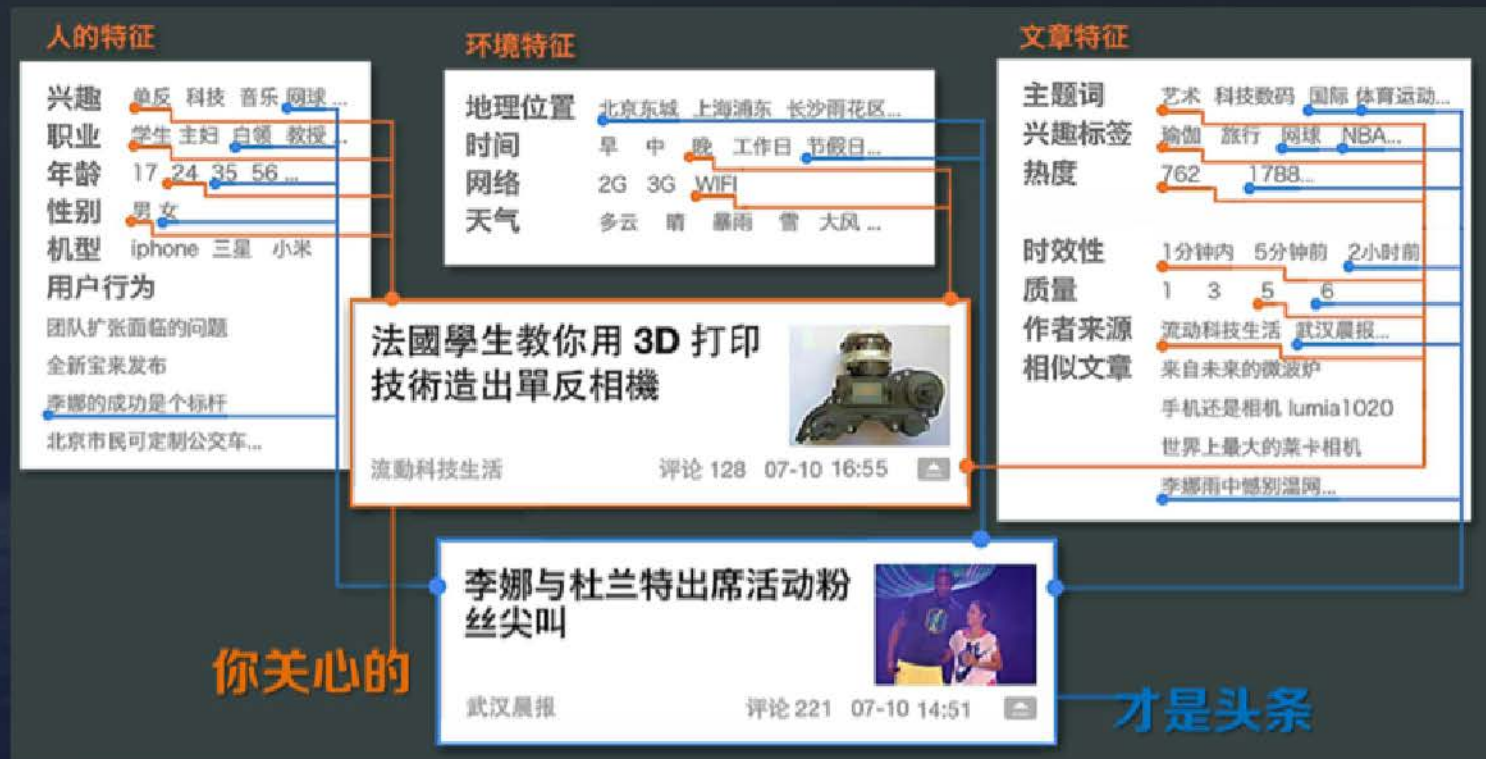 人的特征
兴趣 单反 科技 音乐 网球 ...
职业 学生 主妇 白领 教授 ...
年龄 17 24 35 56 ...
性别 男 女
机型 iphone 三星 小米
用户行为
团队扩张面临的问题
全新宝来发布
李娜的成功是个标杆
北京市民可定制公交车...
环境特征
地理位置 北京东城 上海浦东 长沙雨花区...
时间 早 中 晚 工作日 节假日...
网络 2G 3G WIFI
天气 多云 晴 暴雨 雪 大风 ...
文章特征
主题词 艺术 科技数码 国际 体育运动...
兴趣标签 瑜伽 旅行 网球 NBA...
热度 762 1788...
时效性 1分钟内 5分钟前 2小时前
质量 1 3 5 6
作者来源 流动科技生活 武汉晨报...
相似文章 来自未来的微波炉
手机还是相机 lumia1020
世界上最大的莱卡相机
李娜雨中憾别温网...
法國學生教你用 3D 打印
技術造出單反相機
流動科技生活 评论 128 07-10 16:55
李娜与杜兰特出席活动粉
丝尖叫
武汉晨报 评论 221 07-10 14:51
你关心的
才是头条